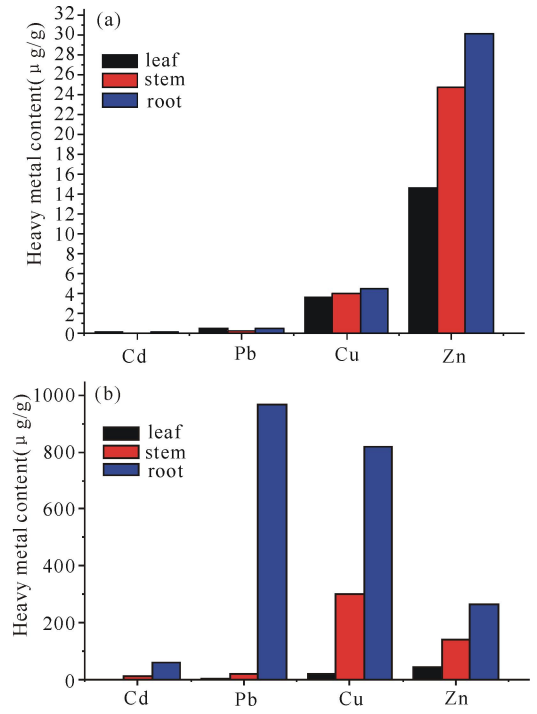 (a)
Heavy metal content(μg/g)
32
30
28
26
24
22
20
18
16
14
12
10
8
6
4
2
0
leaf
stem
root
Cd Pb Cu Zn
(b)
Heavy metal content(μg/g)
1000
800
600
400
200
0
leaf
stem
root
Cd Pb Cu Zn